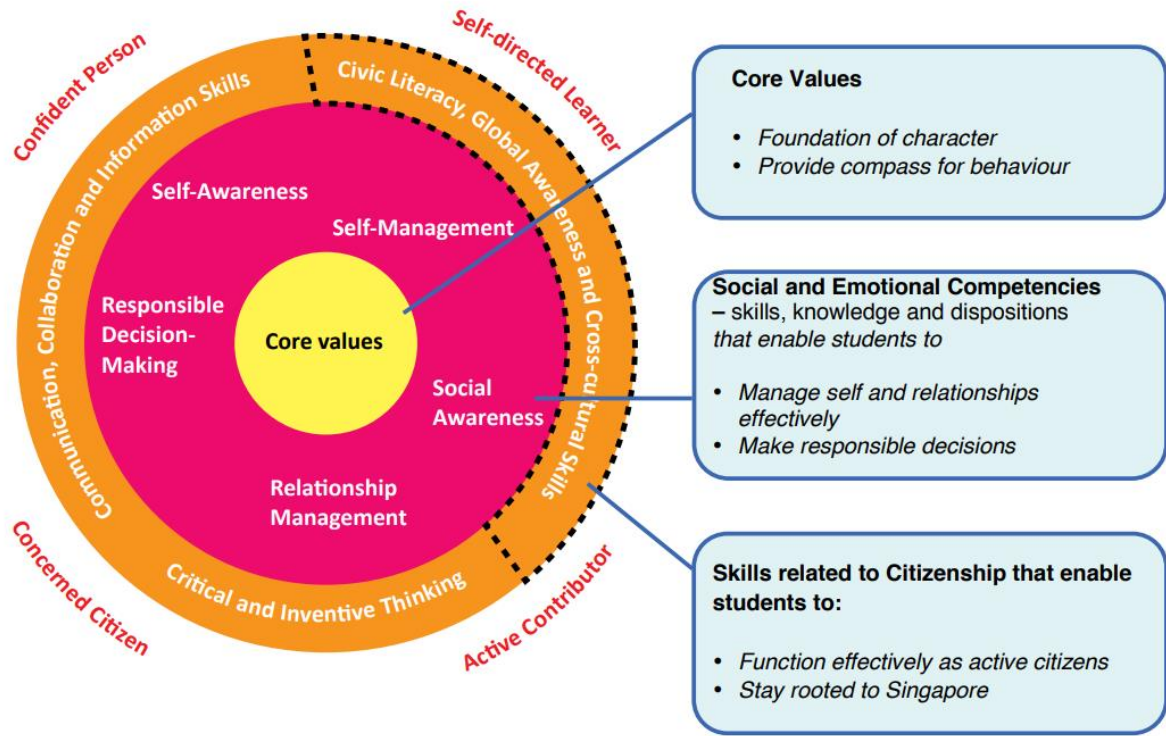 Confident Person
Self-directed Learner
Communication, Collaboration and Information Skills
Civic Literacy, Global Awareness and Cross-cultural Skills
Self-Awareness
Self-Management
Responsible
Decision-
Making
Core values
Social
Awareness
Relationship
Management
Critical and Inventive Thinking
Concerned Citizen
Active Contributor
Core Values
• Foundation of character
• Provide compass for behaviour
Social and Emotional Competencies
– skills, knowledge and dispositions
that enable students to
• Manage self and relationships
effectively
• Make responsible decisions
Skills related to Citizenship that enable
students to:
• Function effectively as active citizens
• Stay rooted to Singapore